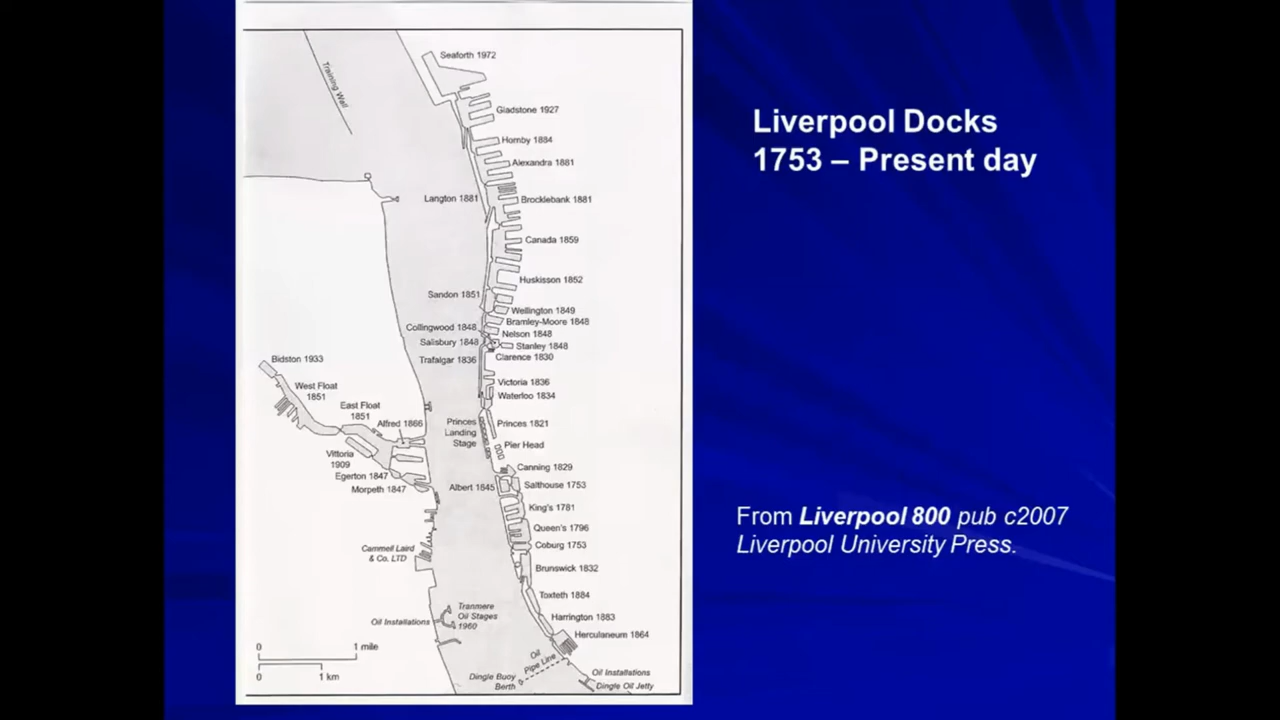 Liverpool Docks
1753 – Present day
From Liverpool 800 pub c2007
Liverpool University Press.
Training Wall
Seaforth 1972
Gladstone 1927
Hornby 1884
Alexandra 1881
Langton 1881
Brocklebank 1881
Canada 1859
Huskisson 1852
Sandon 1851
Wellington 1849
Bramley-Moore 1848
Collingwood 1848
Nelson 1848
Salisbury 1848
Stanley 1848
Trafalgar 1836
Clarence 1830
Bidston 1933
West Float
1851
Victoria 1836
Waterloo 1834
East Float
1851
Alfred 1866
Princes
Landing
Stage
Princes 1821
Pier Head
Vittoria
1909
Egerton 1847
Morpeth 1847
Canning 1829
Albert 1845
Salthouse 1753
King's 1781
Queen's 1796
Coburg 1753
Cammell Laird
& Co. LTD
Brunswick 1832
Toxteth 1884
Tranmere
Oil Stages
1960
Oil Installations
Harrington 1883
Herculaneum 1864
0
1 mile
0
1 km
Oil
Pipe Line
Dingle Buoy
Berth
Oil Installations
Dingle Oil Jetty